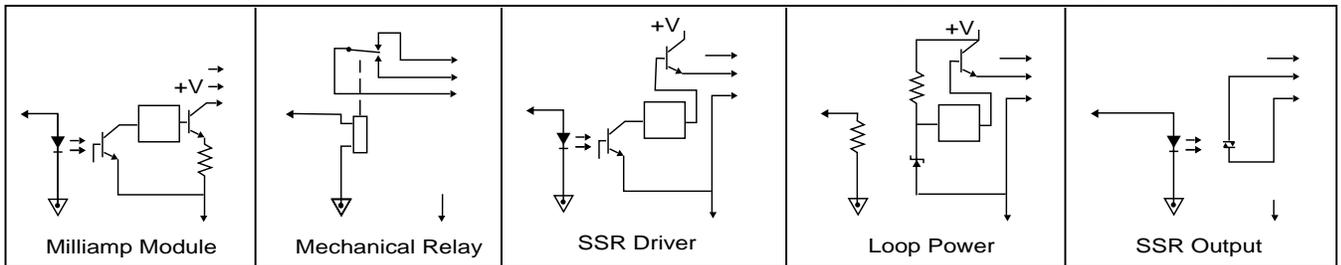 +V
+V
+V
Milliamp Module
Mechanical Relay
SSR Driver
Loop Power
SSR Output